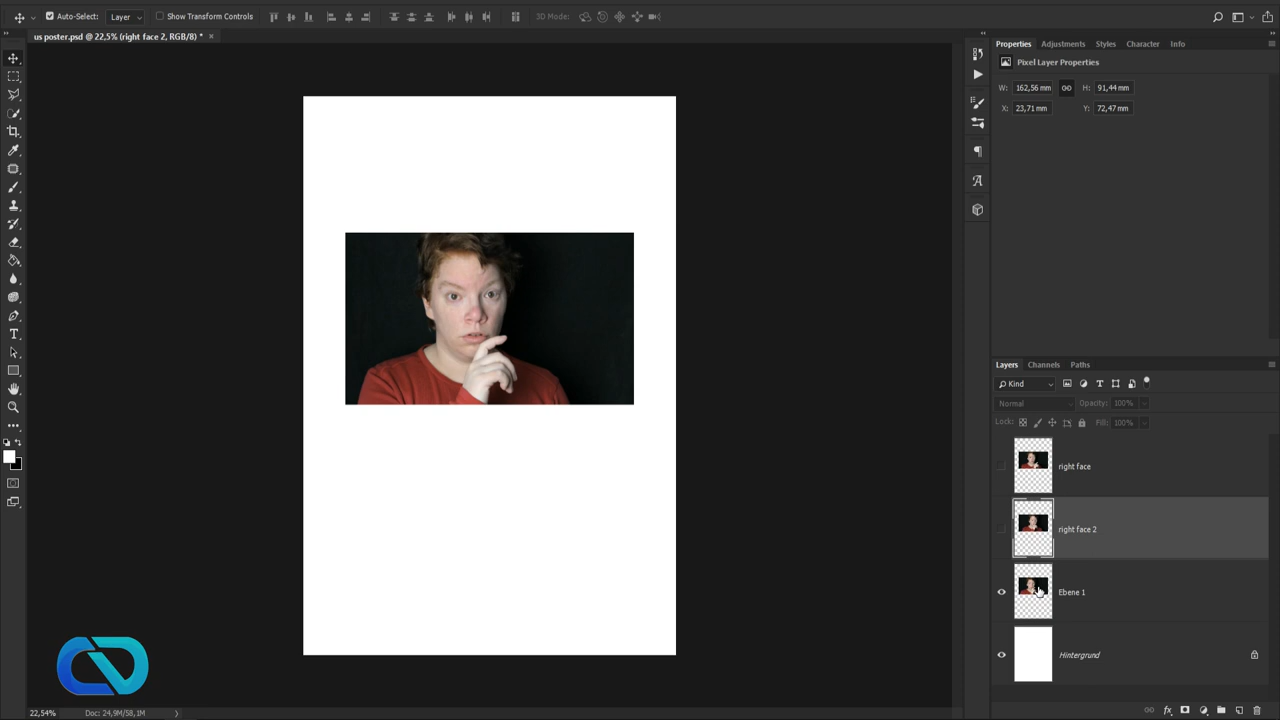 Auto-Select: Layer Show Transform Controls 3D Mode:
us poster.psd @ 22,5% (right face 2, RGB/8) * ×
Properties Adjustments Styles Character Info
Pixel Layer Properties
W: 162,56 mm H: 91,44 mm
X: 23,71 mm Y: 72,47 mm
Layers Channels Paths
Kind
Normal Opacity: 100%
Lock: Fill: 100%
right face
right face 2
Ebene 1
Hintergrund
22,54% Doc: 24,9M/58,1M